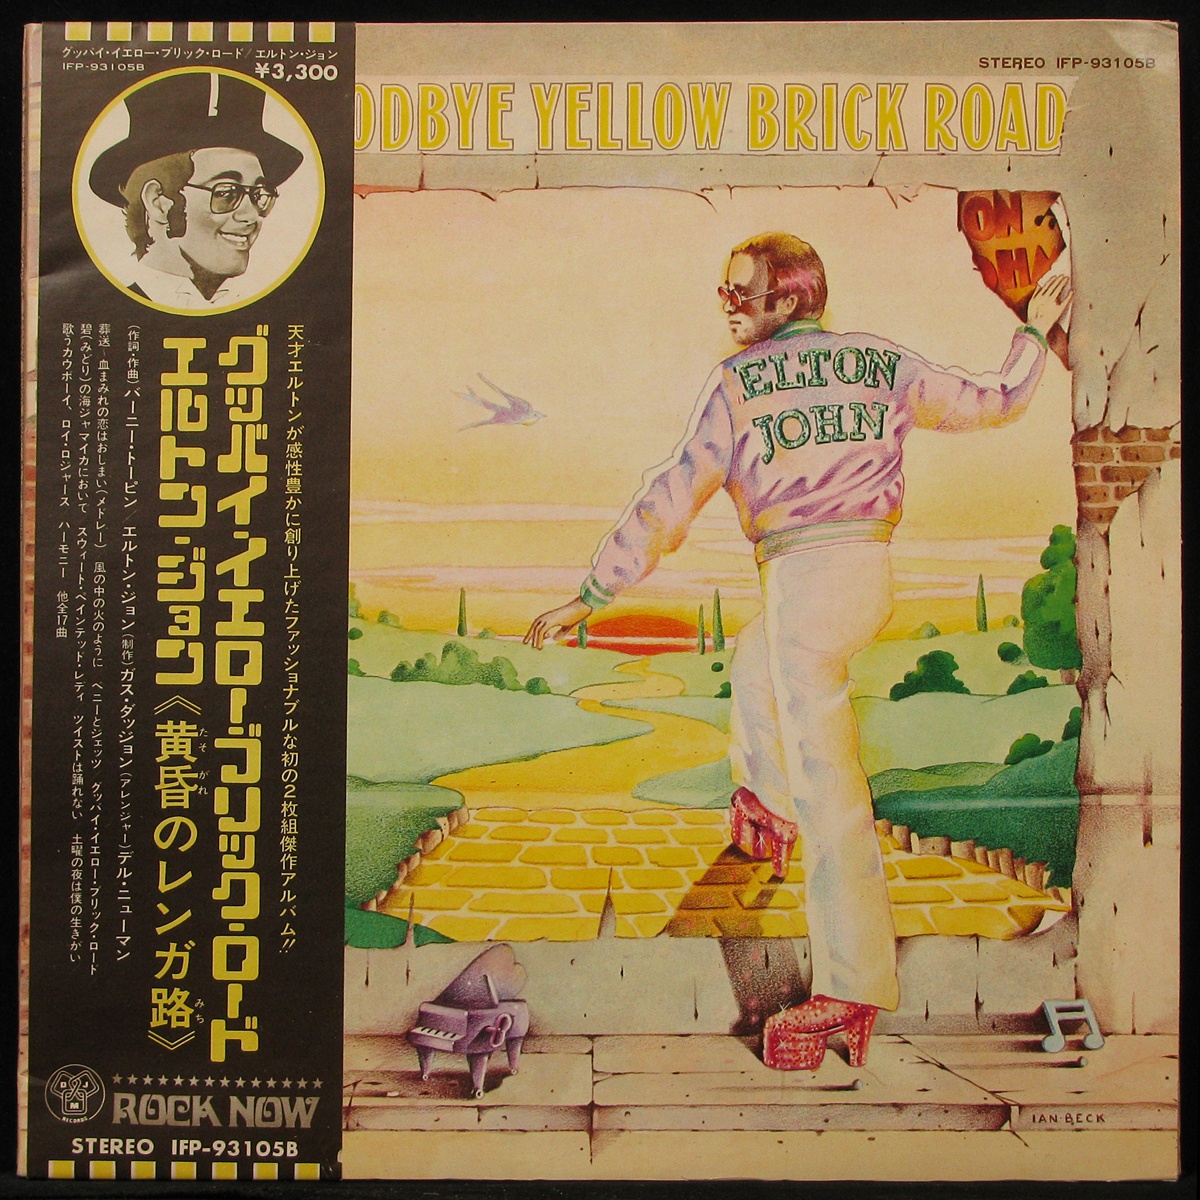 グッバイ・イエロー・ブリック・ロード/エルトン・ジョン
IFP-93105B
¥3,300
STEREO IFP-93105B
ODBYE YELLOW BRICK ROAD
ON
OHN
ELTON
JOHN
天才エルトンが感性豊かに創り上げたファッショナブルな初の2枚組傑作アルバム!!
グッバイ・イエロー・ブリック・ロード
エルトン・ジョン《黄昏のレンガ路》
たそがれ
みち
(作詞・作曲)バーニー・トーピン/エルトン・ジョン(制作)ガス・ダッジョン(アレンジャー)デル・ニューマン
葬送〜血まみれの恋はおしまい(メドレー) 風の中の火のように ベニーとジェッツ グッバイ・イエロー・ブリック・ロード
碧(みどり)の海ジャマイカにおいて スウィート・ペインテッド・レディ ツイストは踊れない 土曜の夜は僕の生きがい
歌うカウボーイ、ロイ・ロジャース ハーモニー 他全17曲
DJM
RECORDS
ROCK NOW
STEREO IFP-93105B
IAN BECK